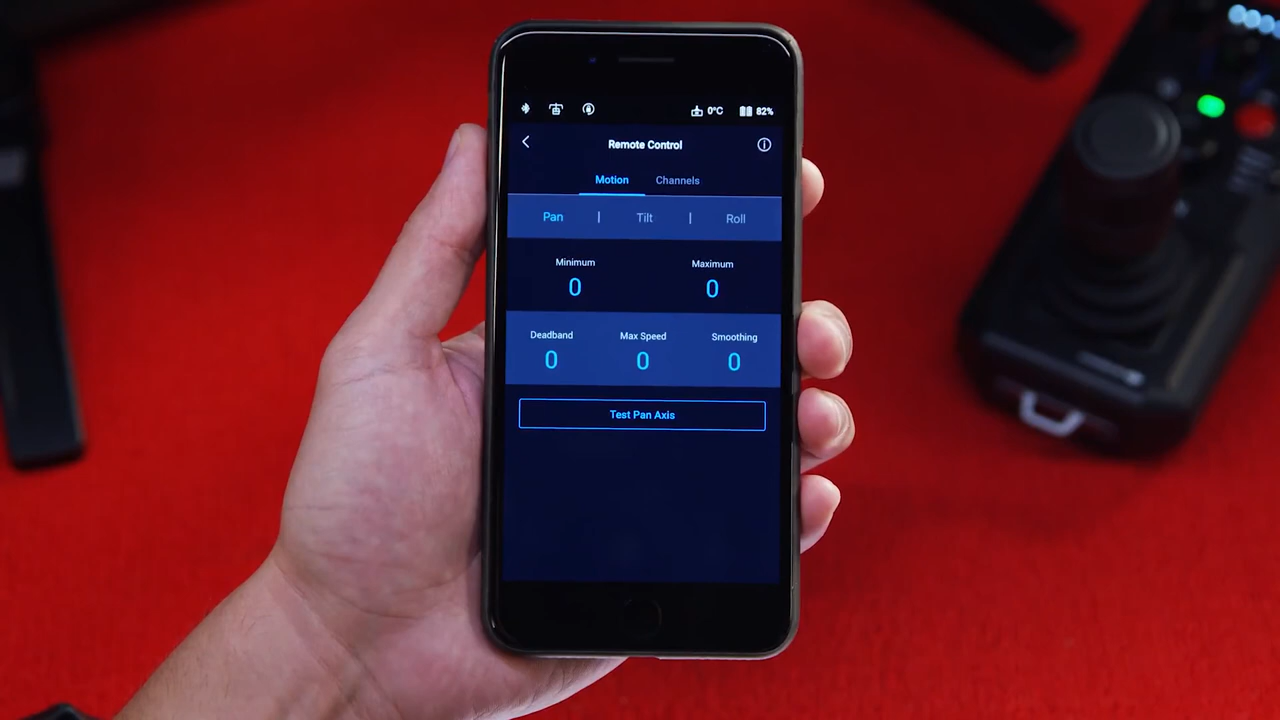 0°C 82%
Remote Control
Motion Channels
Pan | Tilt | Roll
Minimum Maximum
0 0
Deadband Max Speed Smoothing
0 0 0
Test Pan Axis